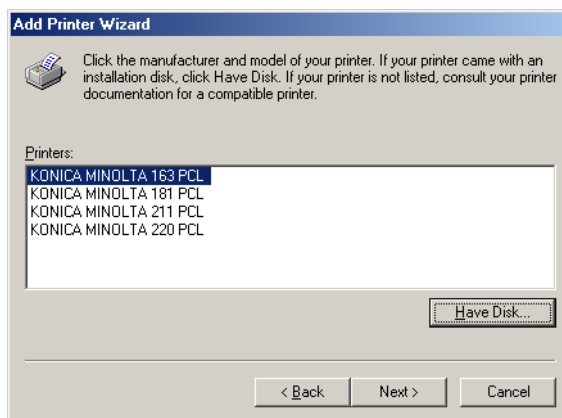 Add Printer Wizard
Click the manufacturer and model of your printer. If your printer came with an
installation disk, click Have Disk. If your printer is not listed, consult your printer
documentation for a compatible printer.
Printers:
KONICA MINOLTA 163 PCL
KONICA MINOLTA 181 PCL
KONICA MINOLTA 211 PCL
KONICA MINOLTA 220 PCL
Have Disk...
< Back Next > Cancel